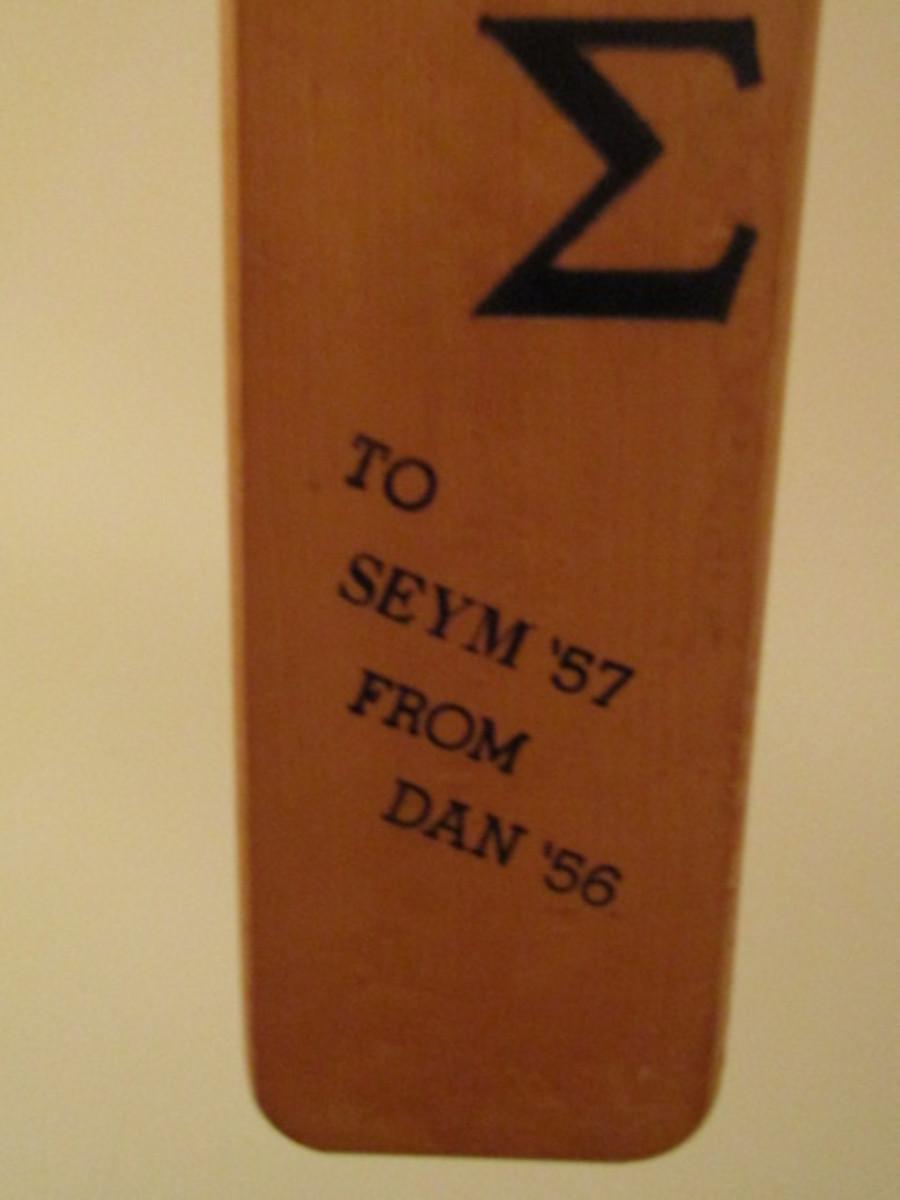 Σ
TO
SEYM '57
FROM
DAN '56